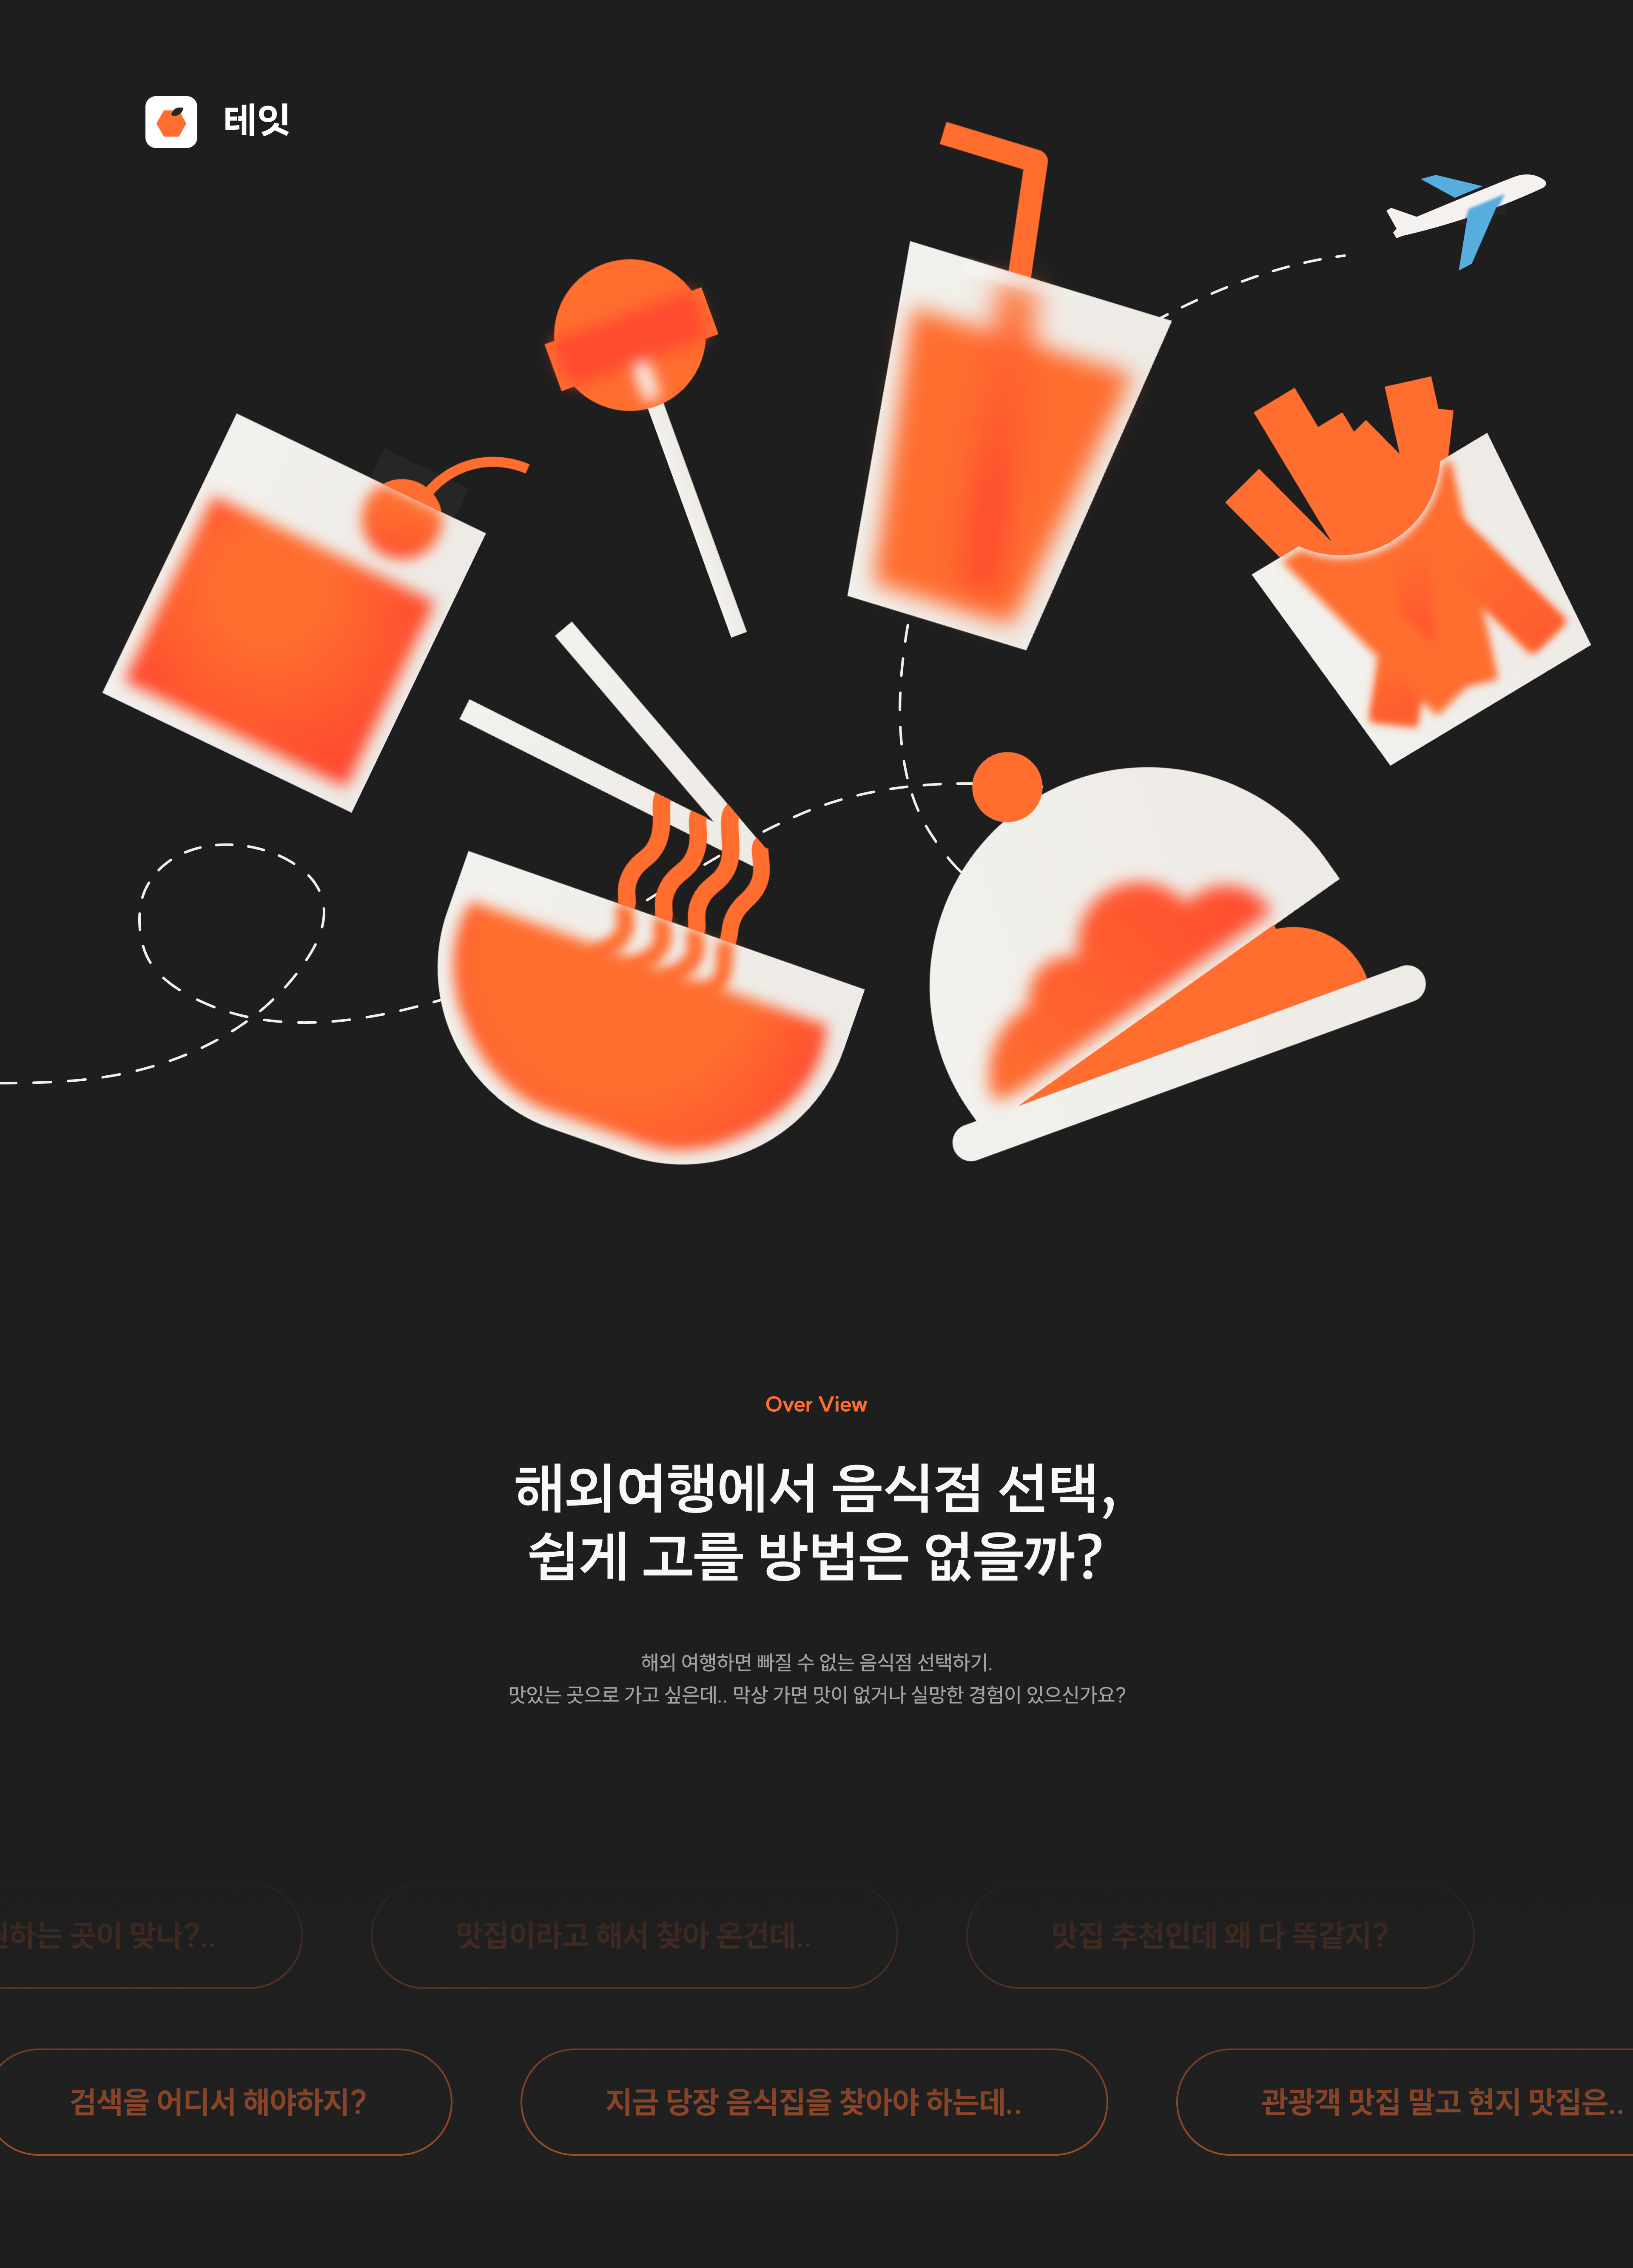 테잇
Over View
해외여행에서 음식점 선택,
쉽게 고를 방법은 없을까?
해외 여행하면 빠질 수 없는 음식점 선택하기.
맛있는 곳으로 가고 싶은데.. 막상 가면 맛이 없거나 실망한 경험이 있으신가요?
곳이 맞나?..
맛집이라고 해서 찾아 온건데..
맛집 추천인데 왜 다 똑같지?
검색을 어디서 해야하지?
지금 당장 음식집을 찾아야 하는데..
관광객 맛집 말고 현지 맛집은..